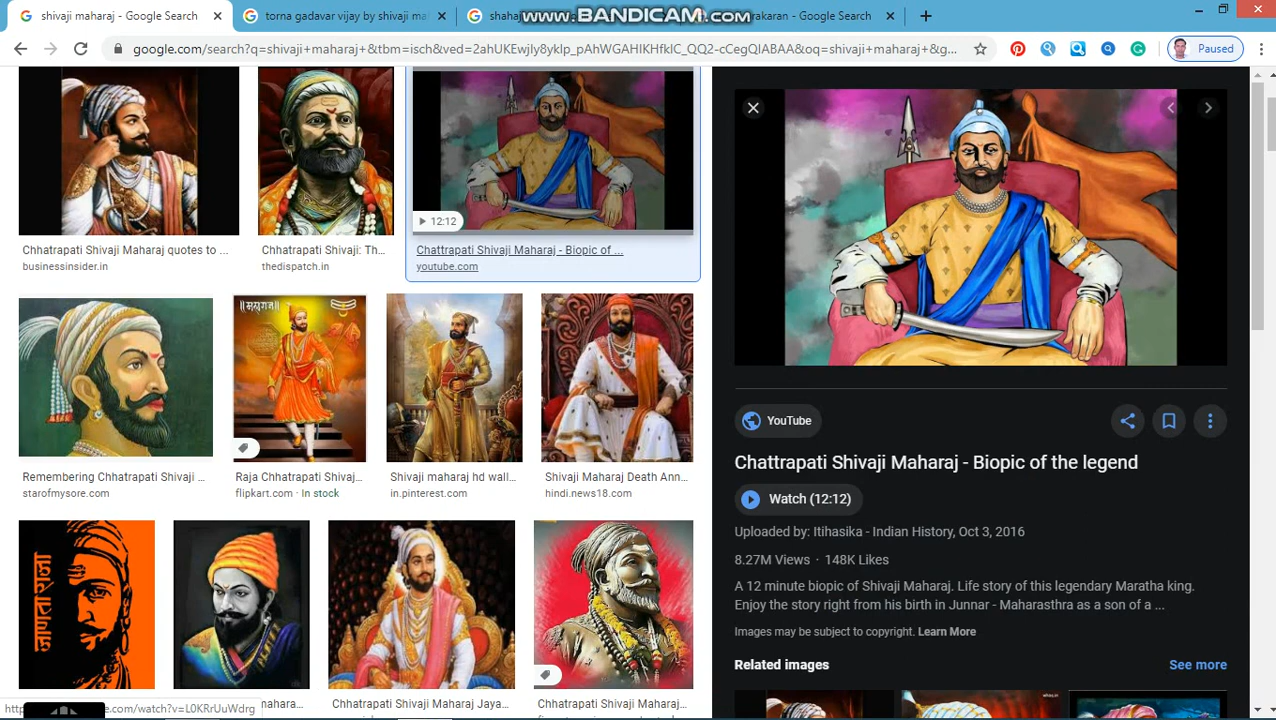 shivaji maharaj - Google Search
torna gadavar vijay by shivaji ma
shahaj
www.BANDICAM.com
rakaran - Google Search
google.com/search?q=shivaji+maharaj+&tbm=isch&ved=2ahUKEwjIy8ykIp_pAhWGAHIKHfkIC_QQ2-cCegQIABAA&oq=shivaji+maharaj+&g...
Paused
12:12
Chhatrapati Shivaji Maharaj quotes to ...
businessinsider.in
Chhatrapati Shivaji: Th...
thedispatch.in
Chattrapati Shivaji Maharaj - Biopic of ...
youtube.com
YouTube
Chattrapati Shivaji Maharaj - Biopic of the legend
Watch (12:12)
Uploaded by: Itihasika - Indian History, Oct 3, 2016
8.27M Views · 148K Likes
A 12 minute biopic of Shivaji Maharaj. Life story of this legendary Maratha king.
Enjoy the story right from his birth in Junnar - Maharasthra as a son of a ...
Images may be subject to copyright. Learn More
Related images
See more
Remembering Chhatrapati Shivaji ...
starofmysore.com
Raja Chhatrapati Shivaj...
flipkart.com · In stock
Shivaji maharaj hd wall...
in.pinterest.com
Shivaji Maharaj Death Ann...
hindi.news18.com
जाणता राजा
maharaj...
Chhatrapati Shivaji Maharaj Jaya...
Chhatrapati Shivaji Maharaj...
e.com/watch?v=L0KRrUuWdrg